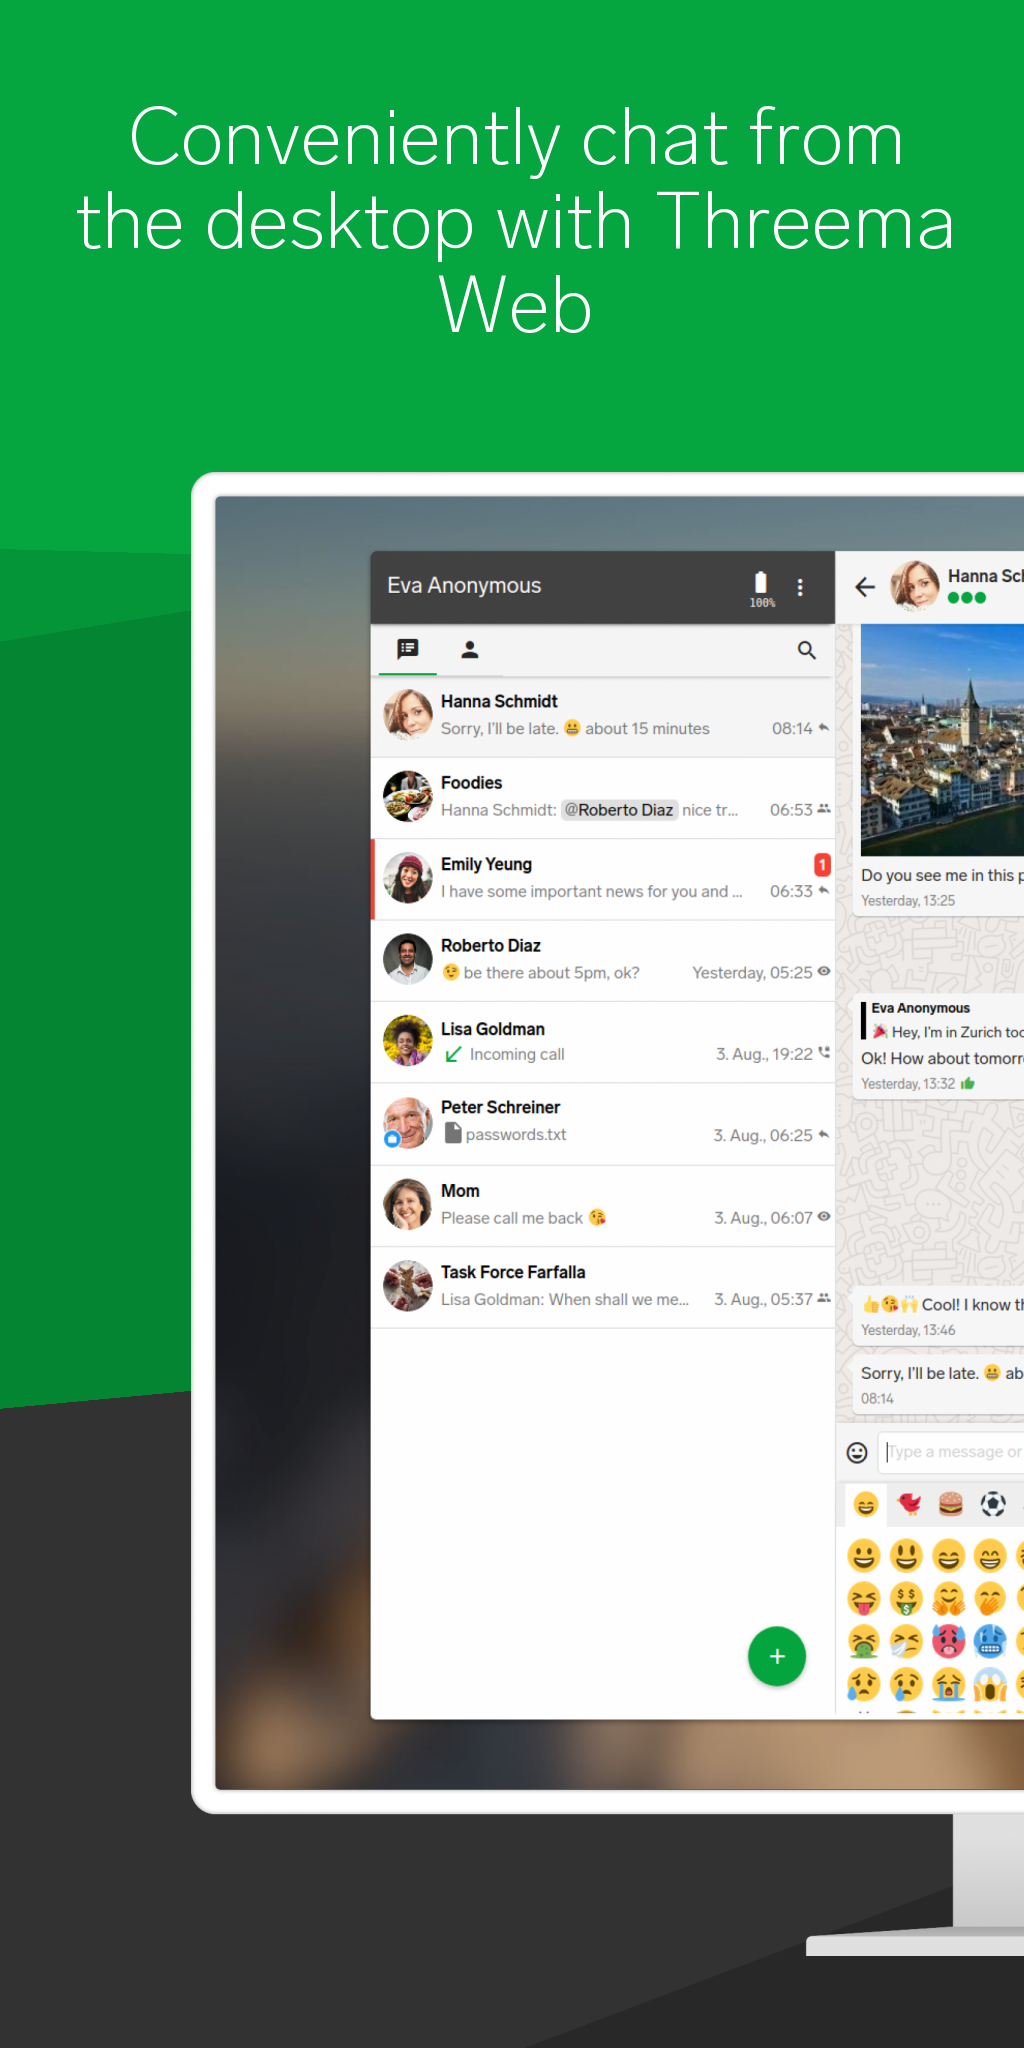 Conveniently chat from
the desktop with Threema
Web
Eva Anonymous
100%
Hanna Schmidt
Sorry, I'll be late. 😬 about 15 minutes 08:14
Foodies
Hanna Schmidt: @Roberto Diaz nice tr... 06:53
Emily Yeung 1
I have some important news for you and ... 06:33
Roberto Diaz
😉 be there about 5pm, ok? Yesterday, 05:25
Lisa Goldman
Incoming call 3. Aug., 19:22
Peter Schreiner
passwords.txt 3. Aug., 06:25
Mom
Please call me back 😘 3. Aug., 06:07
Task Force Farfalla
Lisa Goldman: When shall we me... 3. Aug., 05:37
Hanna Sch
Do you see me in this p
Yesterday, 13:25
Eva Anonymous
🎉 Hey, I'm in Zurich too
Ok! How about tomorr
Yesterday, 13:32
👍😘🙌 Cool! I know th
Yesterday, 13:46
Sorry, I'll be late. 😬 ab
08:14
Type a message or